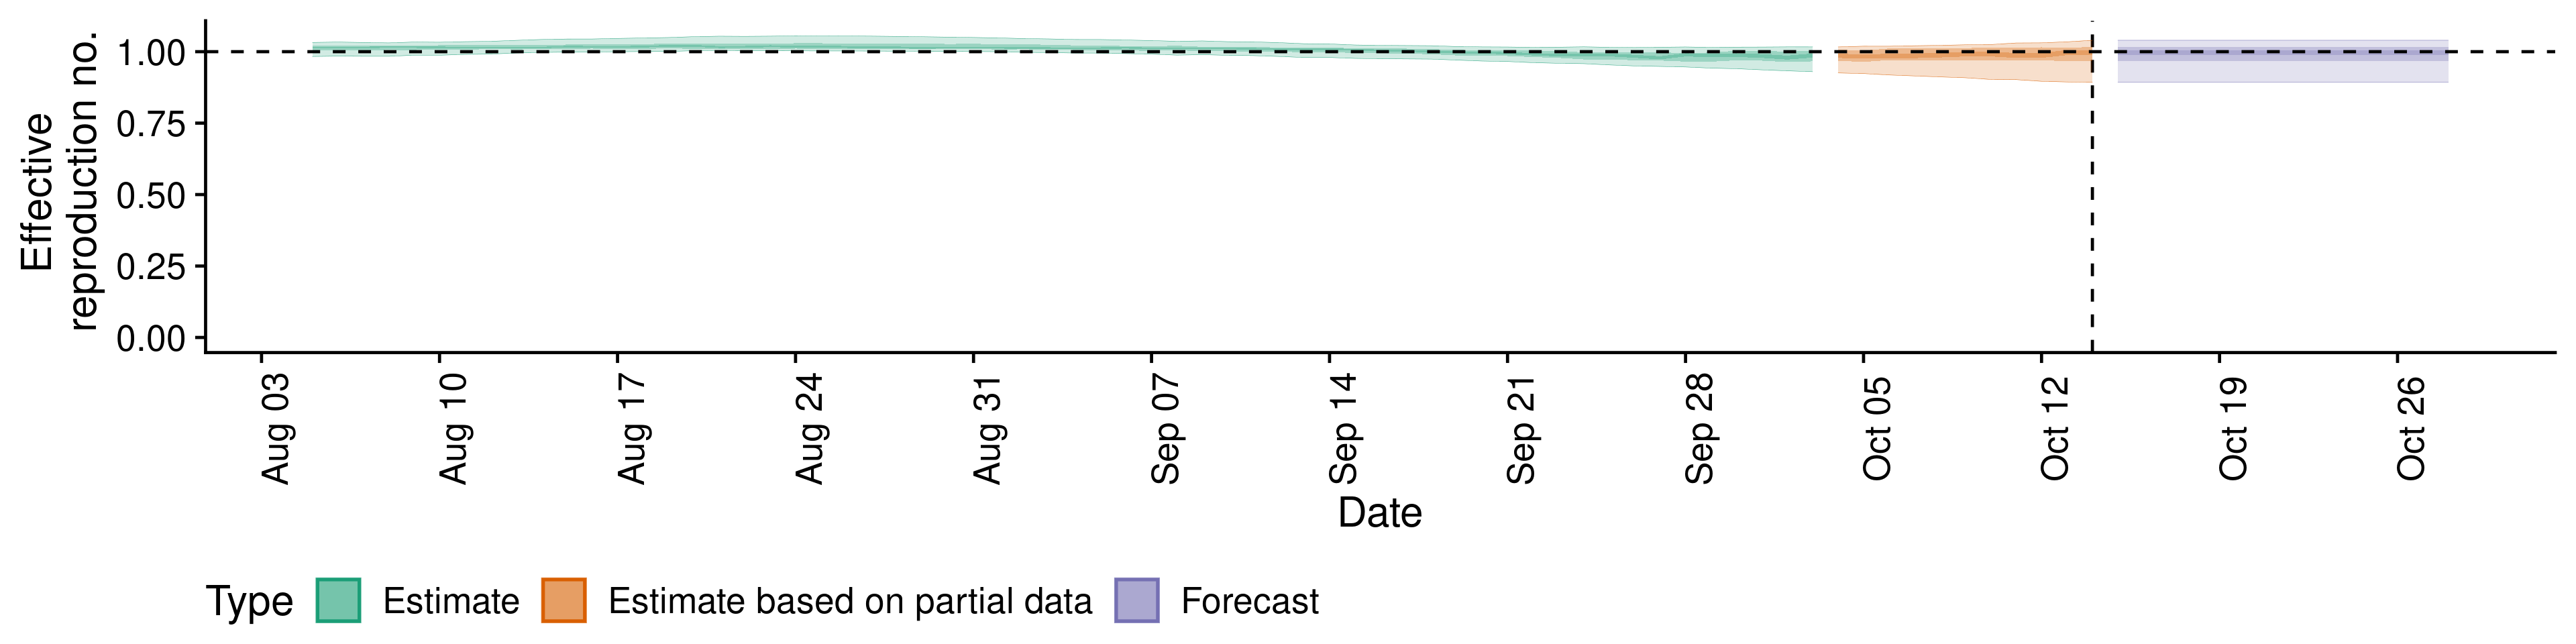 Effective
reproduction no.
1.00
0.75
0.50
0.25
0.00
Aug 03
Aug 10
Aug 17
Aug 24
Aug 31
Sep 07
Sep 14
Sep 21
Sep 28
Oct 05
Oct 12
Oct 19
Oct 26
Date
Type Estimate Estimate based on partial data Forecast